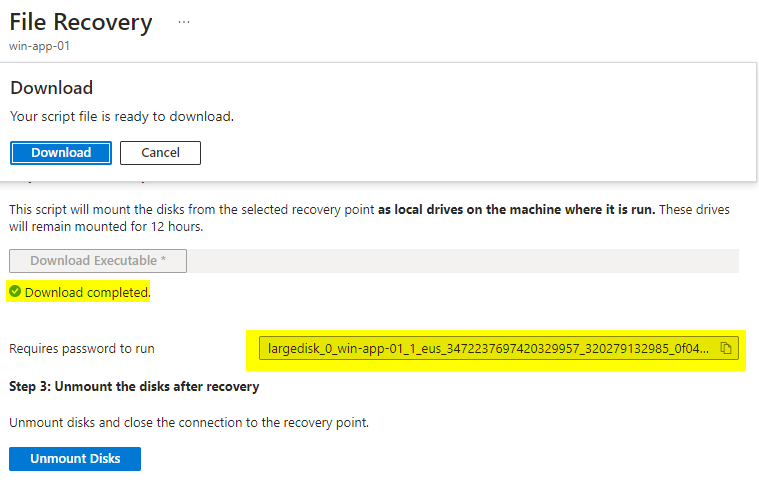 File Recovery ...
win-app-01
Download
Your script file is ready to download.
Download Cancel
This script will mount the disks from the selected recovery point as local drives on the machine where it is run. These drives
will remain mounted for 12 hours.
Download Executable *
Download completed.
Requires password to run largedisk_0_win-app-01_1_eus_3472237697420329957_320279132985_0f04...
Step 3: Unmount the disks after recovery
Unmount disks and close the connection to the recovery point.
Unmount Disks